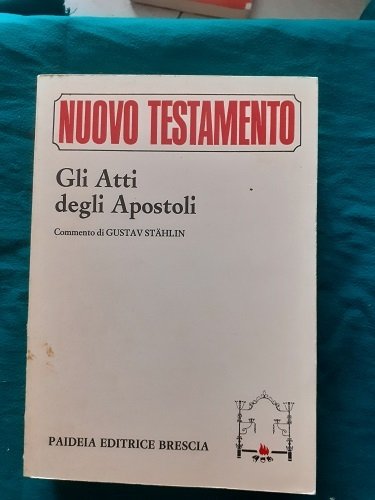 NUOVO TESTAMENTO
Gli Atti
degli Apostoli
Commento di GUSTAV STÄHLIN
PAIDEIA EDITRICE BRESCIA